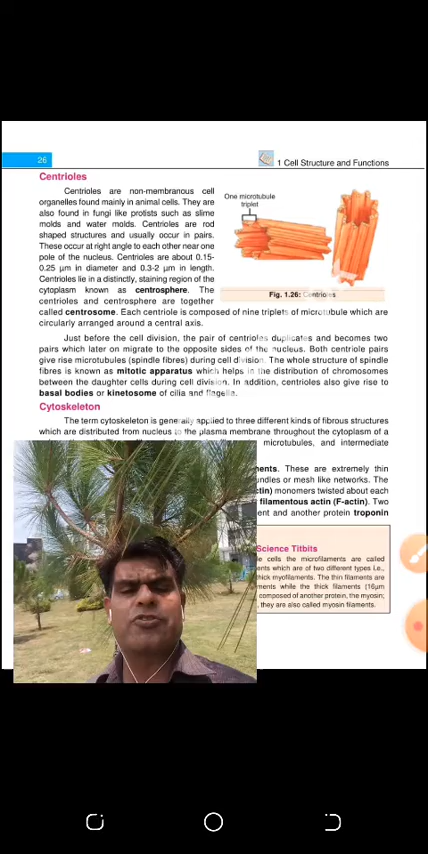 26
1 Cell Structure and Functions
Centrioles
Centrioles are non-membranous cell
organelles found mainly in animal cells. They are
also found in fungi like protists such as slime
molds and water molds. Centrioles are rod
shaped structures and usually occur in pairs.
These occur at right angle to each other near one
pole of the nucleus. Centrioles are about 0.15-
0.25 µm in diameter and 0.3-2 µm in length.
Centrioles lie in a distinctly, staining region of the
cytoplasm known as centrosphere. The
centrioles and centrosphere are together
One microtubule
triplet
Fig. 1.26: Centrioles
called centrosome. Each centriole is composed of nine triplets of microtubule which are
circularly arranged around a central axis.
Just before the cell division, the pair of centrioles duplicates and becomes two
pairs which later on migrate to the opposite sides of the nucleus. Both centriole pairs
give rise microtubules (spindle fibres) during cell division. The whole structure of spindle
fibres is known as mitotic apparatus which helps in the distribution of chromosomes
between the daughter cells during cell division. In addition, centrioles also give rise to
basal bodies or kinetosome of cilia and flagella.
Cytoskeleton
The term cytoskeleton is generally applied to three different kinds of fibrous structures
which are distributed from nucleus to the plasma membrane throughout the cytoplasm of a
microtubules, and intermediate
These are extremely thin
or mesh like networks. The
monomers twisted about each
filamentous actin (F-actin). Two
and another protein troponin
Science Titbits
cells the microfilaments are called
which are of two different types i.e.,
thick myofilaments. The thin filaments are
while the thick filaments (16µm
composed of another protein, the myosin;
they are also called myosin filaments.